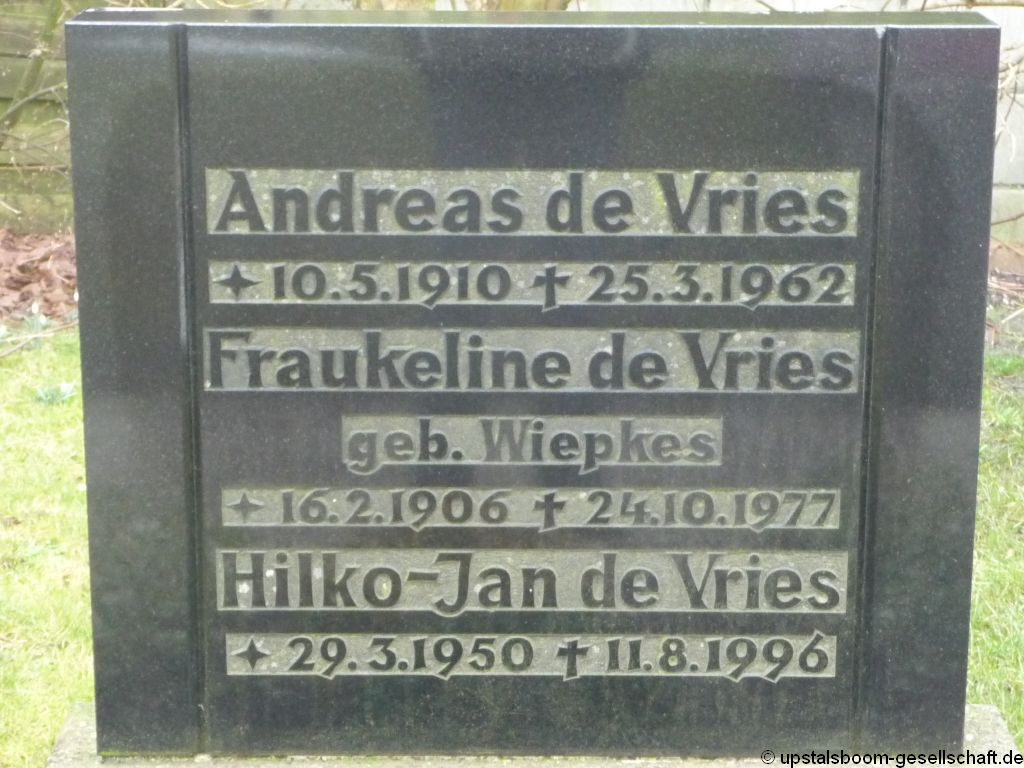 Andreas de Vries
✦ 10.5.1910 ✝ 25.3.1962
Fraukeline de Vries
geb. Wiepkes
✦ 16.2.1906 ✝ 24.10.1977
Hilko-Jan de Vries
✦ 29.3.1950 ✝ 11.8.1996
© upstalsboom-gesellschaft.de